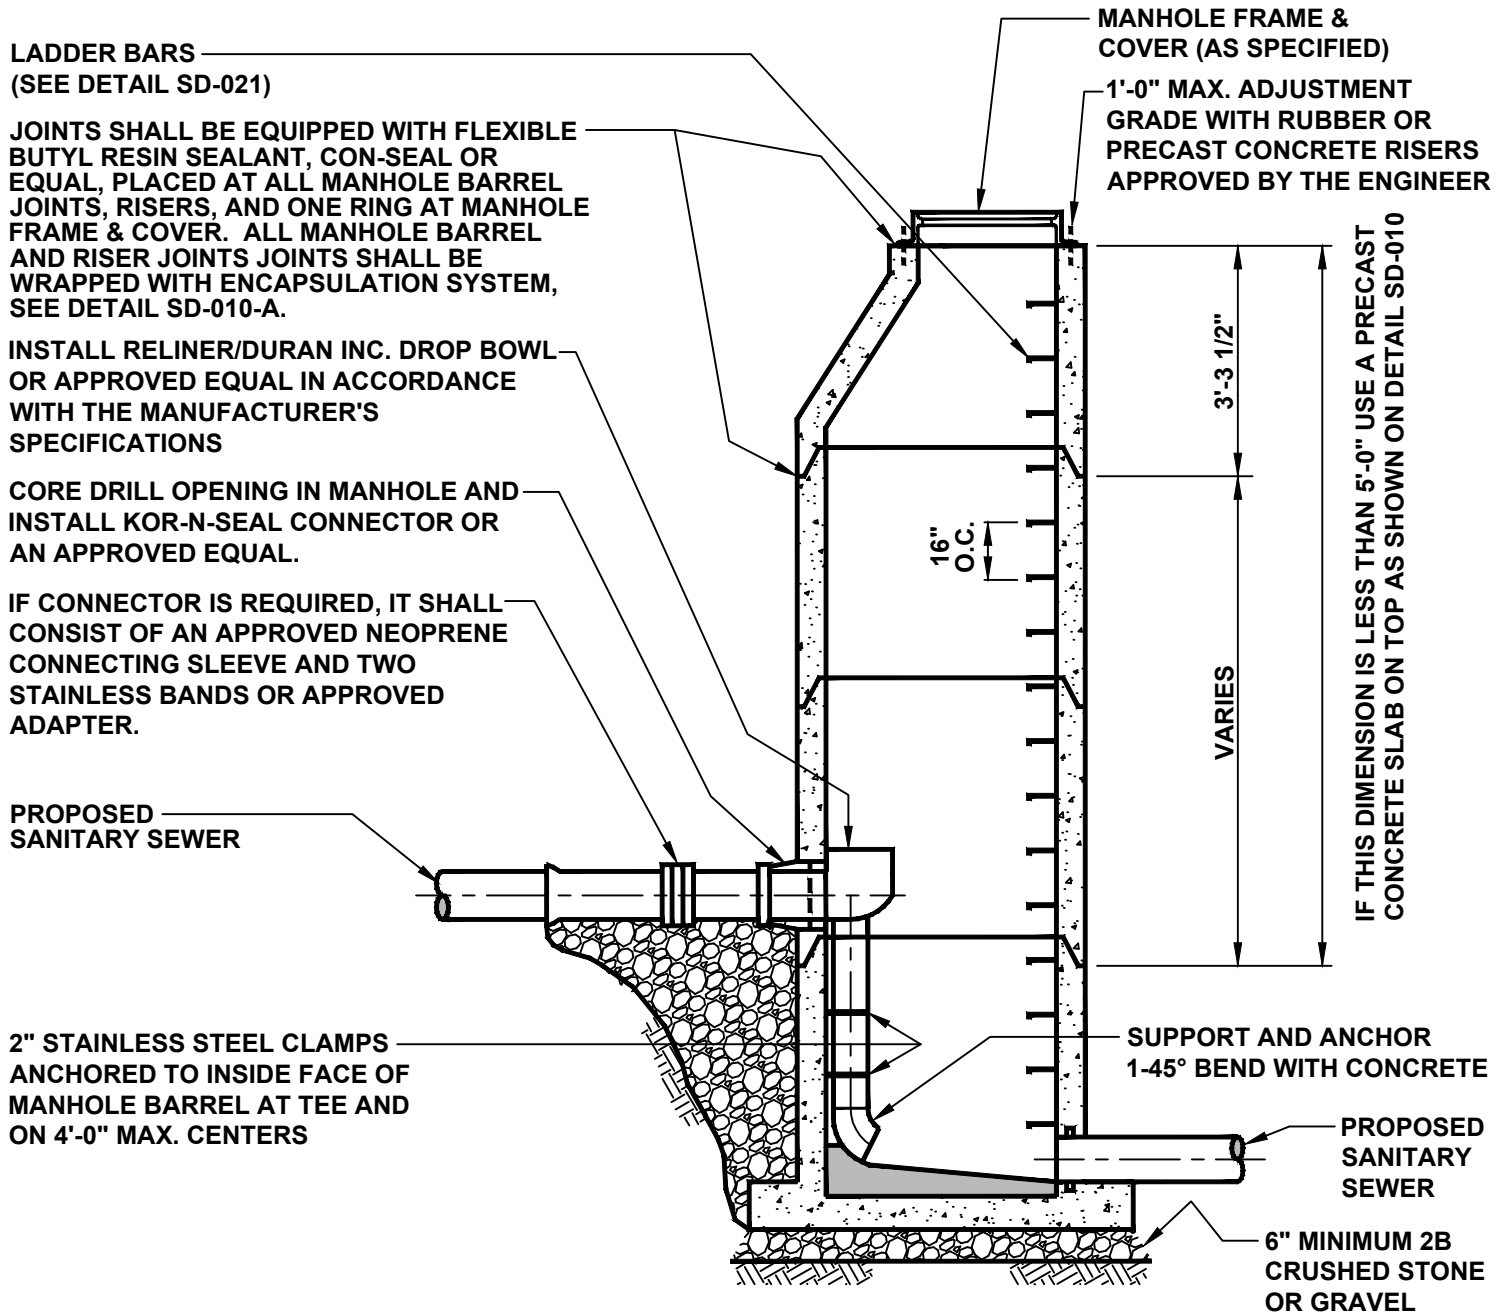 LADDER BARS
(SEE DETAIL SD-021)
JOINTS SHALL BE EQUIPPED WITH FLEXIBLE
BUTYL RESIN SEALANT, CON-SEAL OR
EQUAL, PLACED AT ALL MANHOLE BARREL
JOINTS, RISERS, AND ONE RING AT MANHOLE
FRAME & COVER.  ALL MANHOLE BARREL
AND RISER JOINTS JOINTS SHALL BE
WRAPPED WITH ENCAPSULATION SYSTEM,
SEE DETAIL SD-010-A.
INSTALL RELINER/DURAN INC. DROP BOWL
OR APPROVED EQUAL IN ACCORDANCE
WITH THE MANUFACTURER'S
SPECIFICATIONS
CORE DRILL OPENING IN MANHOLE AND
INSTALL KOR-N-SEAL CONNECTOR OR
AN APPROVED EQUAL.
IF CONNECTOR IS REQUIRED, IT SHALL
CONSIST OF AN APPROVED NEOPRENE
CONNECTING SLEEVE AND TWO
STAINLESS BANDS OR APPROVED
ADAPTER.
PROPOSED
SANITARY SEWER
2" STAINLESS STEEL CLAMPS
ANCHORED TO INSIDE FACE OF
MANHOLE BARREL AT TEE AND
ON 4'-0" MAX. CENTERS
MANHOLE FRAME &
COVER (AS SPECIFIED)
1'-0" MAX. ADJUSTMENT
GRADE WITH RUBBER OR
PRECAST CONCRETE RISERS
APPROVED BY THE ENGINEER
3'-3 1/2"
16"
O.C.
VARIES
IF THIS DIMENSION IS LESS THAN 5'-0" USE A PRECAST
CONCRETE SLAB ON TOP AS SHOWN ON DETAIL SD-010
SUPPORT AND ANCHOR
1-45° BEND WITH CONCRETE
PROPOSED
SANITARY
SEWER
6" MINIMUM 2B
CRUSHED STONE
OR GRAVEL